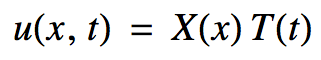 u(x, t) = X(x) T(t)